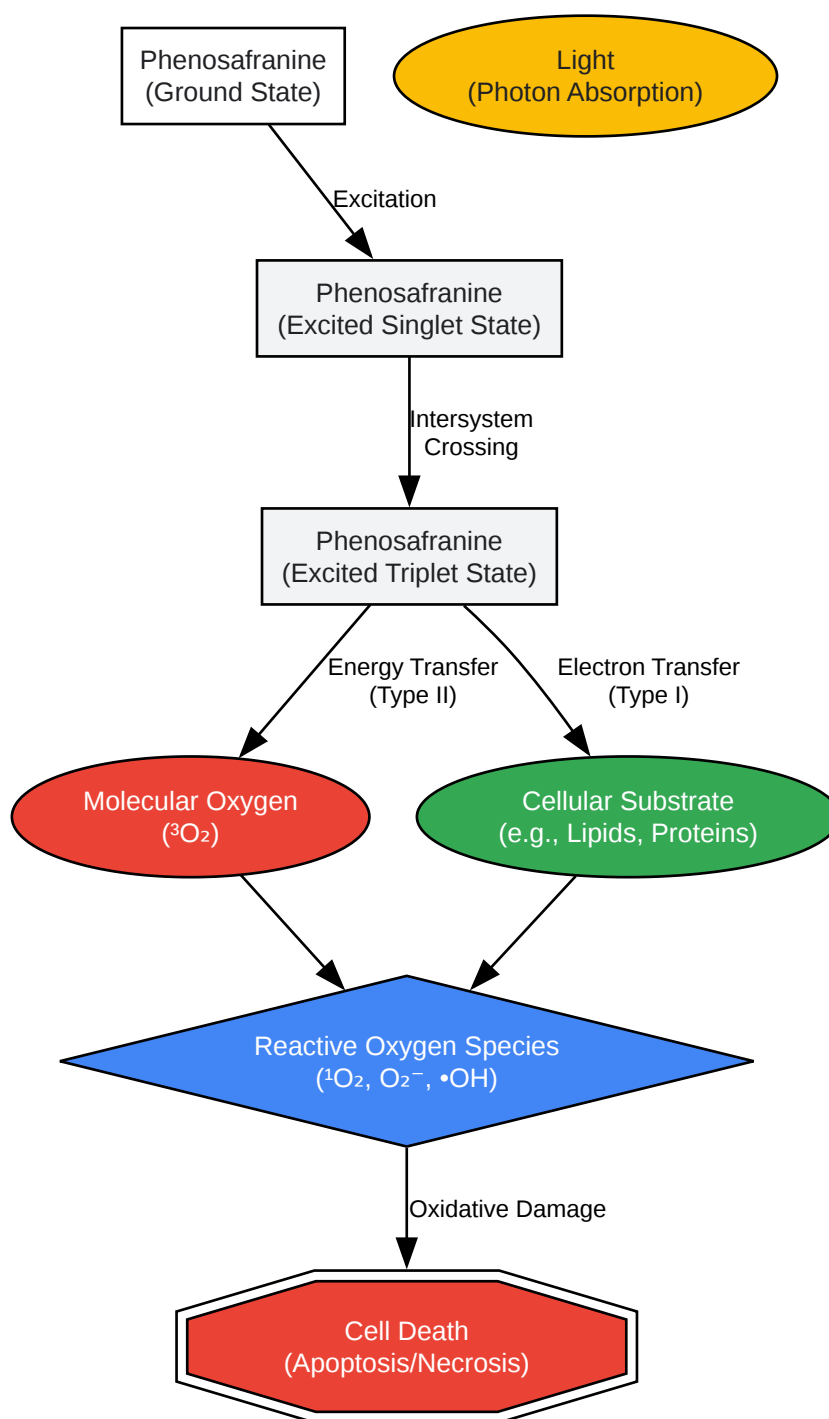 Phenosafranine
(Ground State)
Light
(Photon Absorption)
Excitation
Phenosafranine
(Excited Singlet State)
Intersystem
Crossing
Phenosafranine
(Excited Triplet State)
Energy Transfer
(Type II)
Electron Transfer
(Type I)
Molecular Oxygen
(³O₂)
Cellular Substrate
(e.g., Lipids, Proteins)
Reactive Oxygen Species
(¹O₂, O₂⁻, •OH)
Oxidative Damage
Cell Death
(Apoptosis/Necrosis)